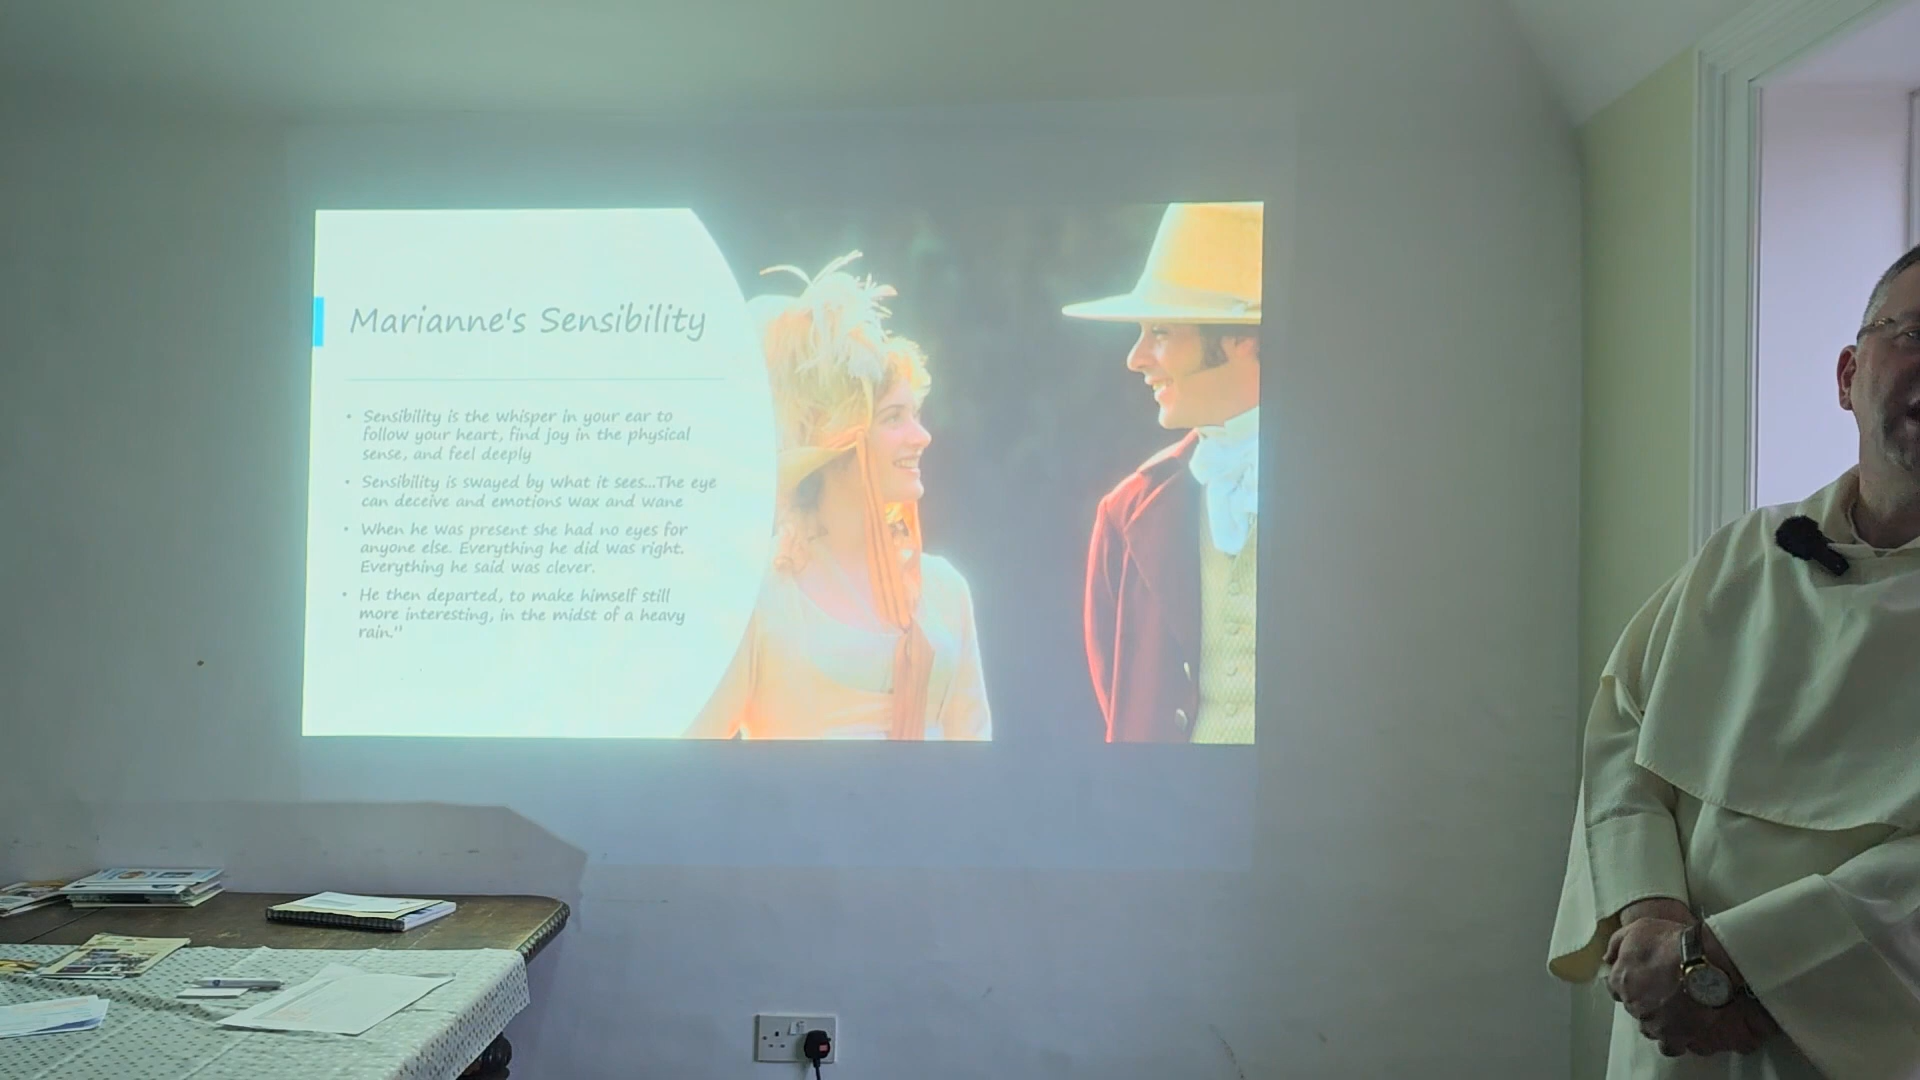 Marianne's Sensibility
• Sensibility is the whisper in your ear to
follow your heart, find joy in the physical
sense, and feel deeply
• Sensibility is swayed by what it sees...The eye
can deceive and emotions wax and wane
• When he was present she had no eyes for
anyone else. Everything he did was right.
Everything he said was clever.
• He then departed, to make himself still
more interesting, in the midst of a heavy
rain."